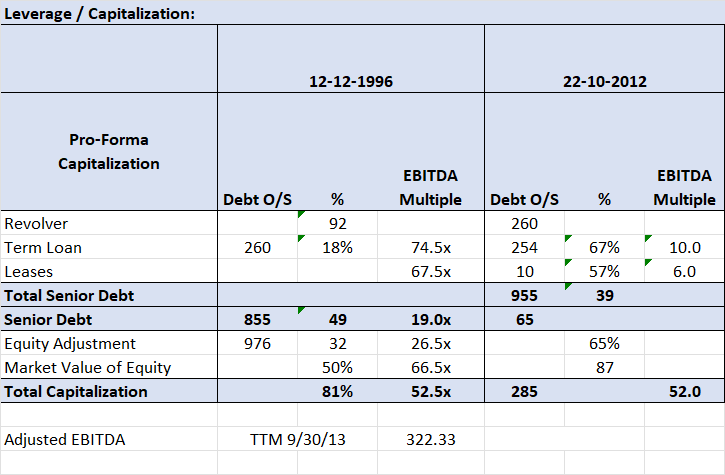 Leverage / Capitalization:
12-12-1996 22-10-2012
Pro-Forma Capitalization Debt O/S % EBITDA Multiple Debt O/S % EBITDA Multiple
Revolver 92 260
Term Loan 260 18% 74.5x 254 67% 10.0
Leases 67.5x 10 57% 6.0
Total Senior Debt 955 39
Senior Debt 855 49 19.0x 65
Equity Adjustment 976 32 26.5x 65%
Market Value of Equity 50% 66.5x 87
Total Capitalization 81% 52.5x 285 52.0
Adjusted EBITDA TTM 9/30/13 322.33